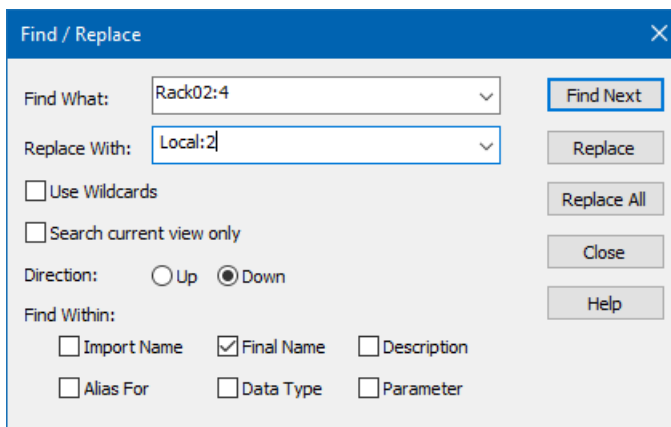 Find / Replace
Find What: Rack02:4 Find Next
Replace With: Local:2 Replace
Use Wildcards Replace All
Search current view only
Close
Direction: Up Down
Find Within: Help
Import Name Final Name Description
Alias For Data Type Parameter